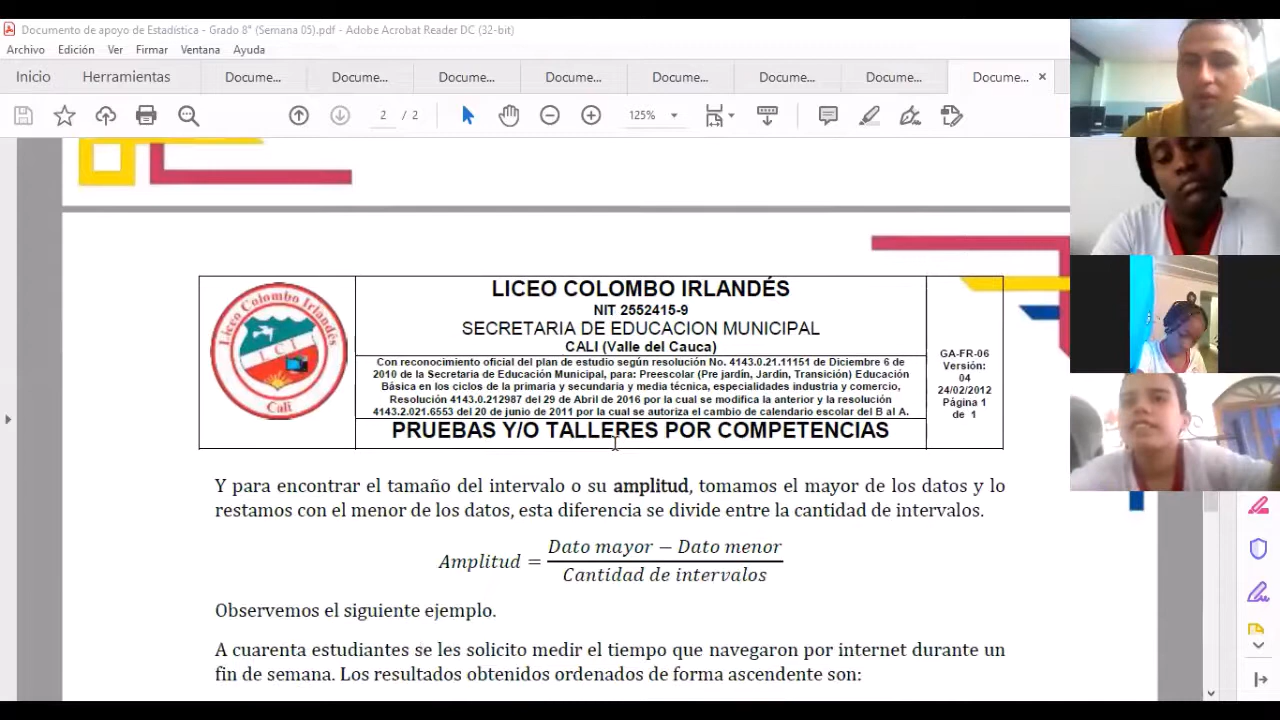 Documento de apoyo de Estadística - Grado 8° (Semana 05).pdf - Adobe Acrobat Reader DC (32-bit)
Archivo Edición Ver Firmar Ventana Ayuda
Inicio Herramientas Docume... Docume... Docume... Docume... Docume... Docume... Docume... Docume... ×
2 / 2 125%
Liceo Colombo Irlandés
L.C.I.
Cali
LICEO COLOMBO IRLANDÉS
NIT 2552415-9
SECRETARIA DE EDUCACION MUNICIPAL
CALI (Valle del Cauca)
Con reconocimiento oficial del plan de estudio según resolución No. 4143.0.21.11151 de Diciembre 6 de
2010 de la Secretaria de Educación Municipal, para: Preescolar (Pre jardín, Jardín, Transición) Educación
Básica en los ciclos de la primaria y secundaria y media técnica, especialidades industria y comercio,
Resolución 4143.0.212987 del 29 de Abril de 2016 por la cual se modifica la anterior y la resolución
4143.2.021.6553 del 20 de junio de 2011 por la cual se autoriza el cambio de calendario escolar del B al A.
PRUEBAS Y/O TALLERES POR COMPETENCIAS
GA-FR-06
Versión:
04
24/02/2012
Página 1
de 1
Y para encontrar el tamaño del intervalo o su amplitud, tomamos el mayor de los datos y lo
restamos con el menor de los datos, esta diferencia se divide entre la cantidad de intervalos.
Amplitud = Dato mayor − Dato menor
Cantidad de intervalos
Observemos el siguiente ejemplo.
A cuarenta estudiantes se les solicito medir el tiempo que navegaron por internet durante un
fin de semana. Los resultados obtenidos ordenados de forma ascendente son: